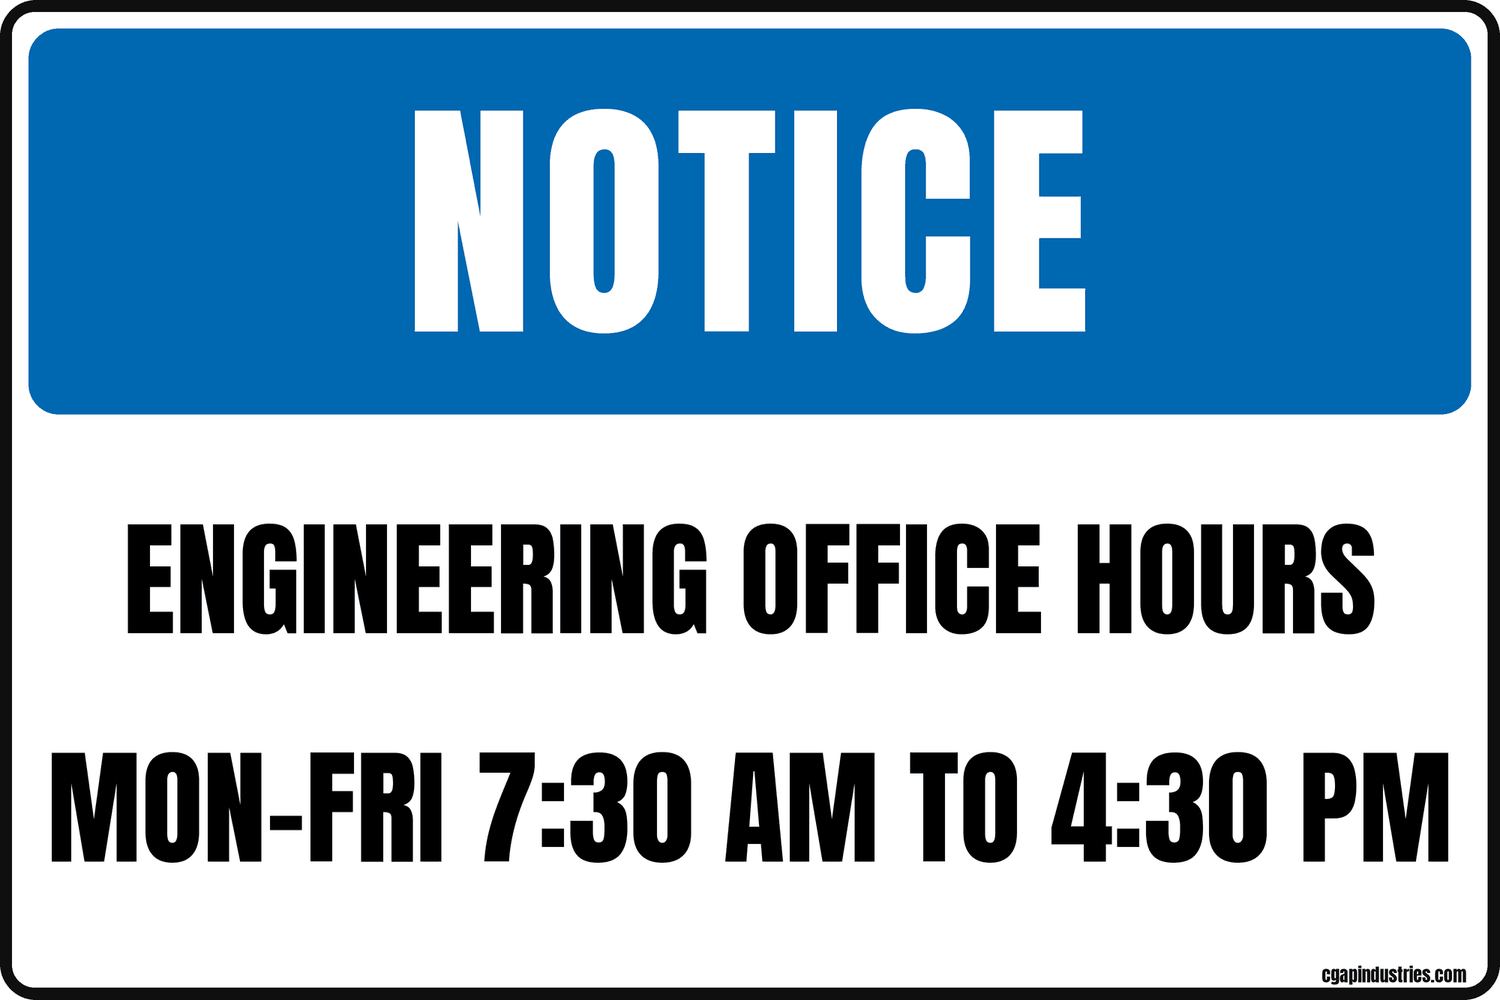 NOTICE
ENGINEERING OFFICE HOURS
MON-FRI 7:30 AM TO 4:30 PM
cgapindustries.com